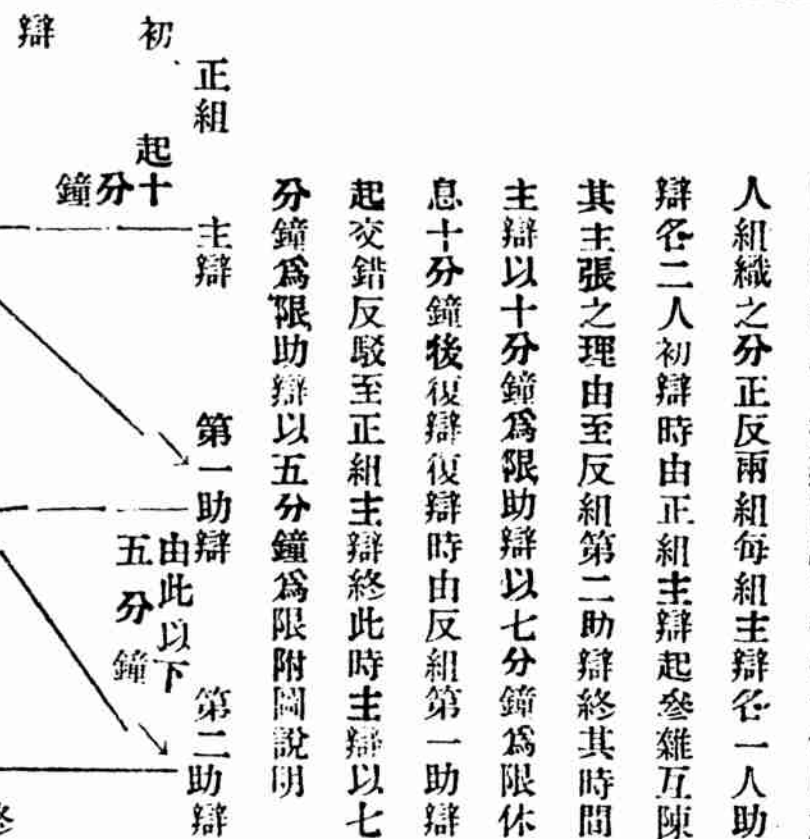 人組織之分正反兩組每組主辯各一人助
辯各二人初辯時由正組主辯起參雜互陳
其主張之理由至反組第二助辯終其時間
主辯以十分鐘爲限助辯以七分鐘爲限休
息十分鐘後復辯復辯時由反組第一助辯
起交錯反駁至正組主辯終此時主辯以七
分鐘爲限助辯以五分鐘爲限附圖說明
正組 主辯 第一助辯 第二助辯
初辯
起十分鐘
由此以下五分鐘